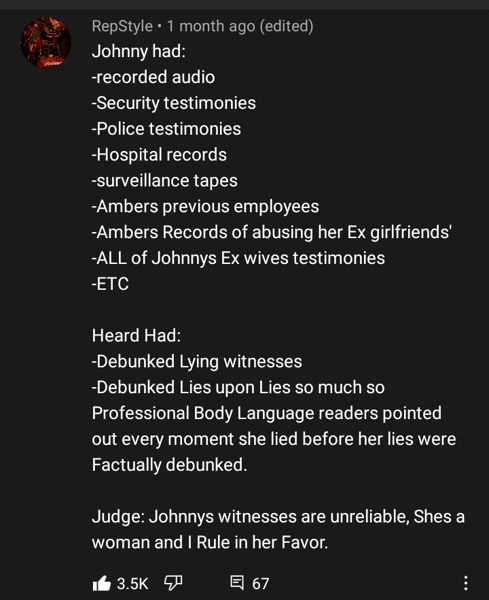 RepStyle • 1 month ago (edited)
Johnny had:
-recorded audio
-Security testimonies
-Police testimonies
-Hospital records
-surveillance tapes
-Ambers previous employees
-Ambers Records of abusing her Ex girlfriends'
-ALL of Johnnys Ex wives testimonies
-ETC
Heard Had:
-Debunked Lying witnesses
-Debunked Lies upon Lies so much so
Professional Body Language readers pointed
out every moment she lied before her lies were
Factually debunked.
Judge: Johnnys witnesses are unreliable, Shes a
woman and I Rule in her Favor.
3.5K 67